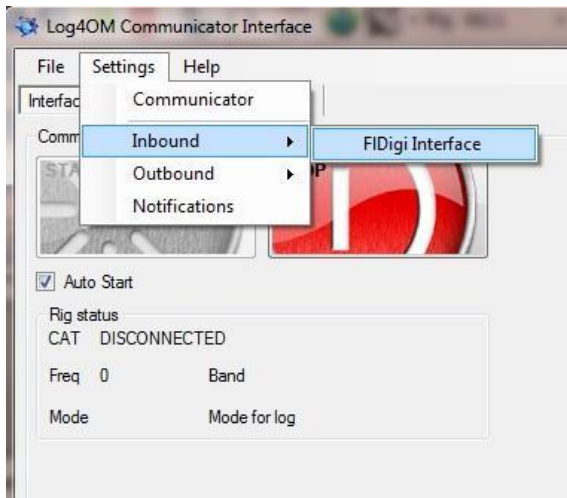 Log4OM Communicator Interface
File Settings Help
Interfac
Communicator
Comm
Inbound
FlDigi Interface
STA
Outbound
P
Notifications
Auto Start
Rig status
CAT DISCONNECTED
Freq 0 Band
Mode Mode for log